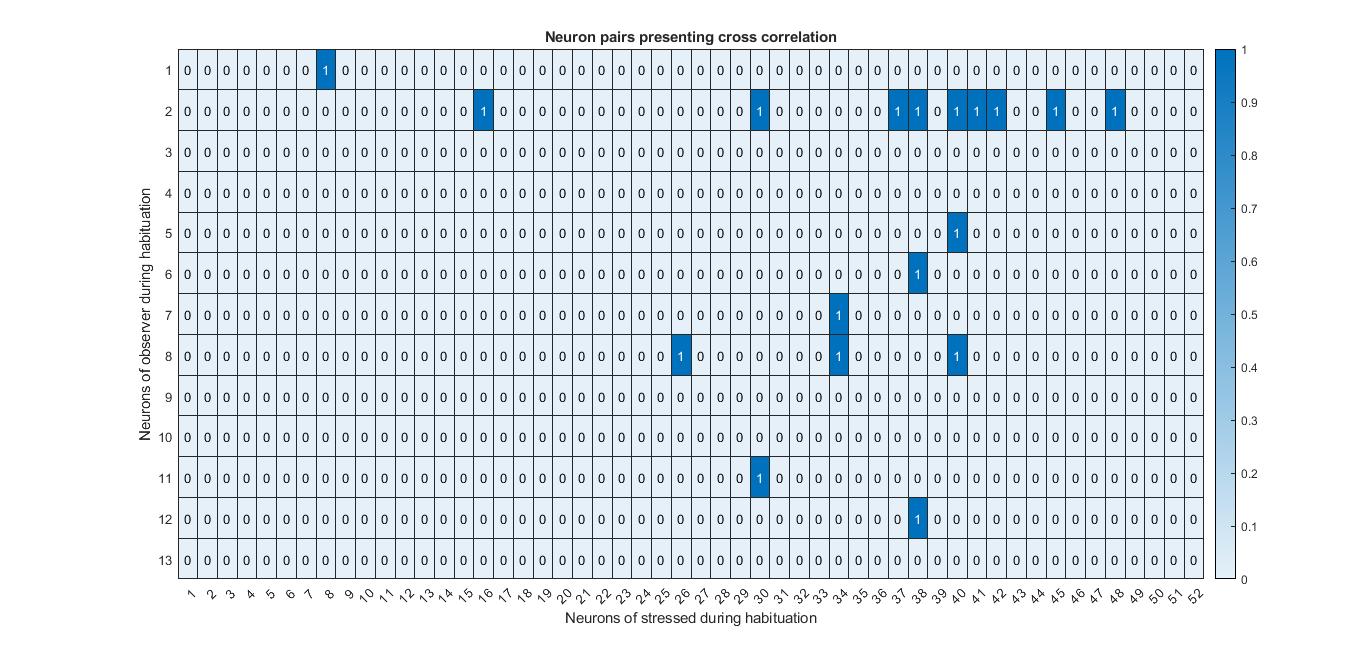 Neuron pairs presenting cross correlation
1 0 0 0 0 0 0 0 1 0 0 0 0 0 0 0 0 0 0 0 0 0 0 0 0 0 0 0 0 0 0 0 0 0 0 0 0 0 0 0 0 0 0 0 0 0 0 0 0 0 0 0 0
2 0 0 0 0 0 0 0 0 0 0 0 0 0 0 0 1 0 0 0 0 0 0 0 0 0 0 0 0 0 1 0 0 0 0 0 0 1 1 0 1 1 1 0 0 1 0 0 1 0 0 0 0
3 0 0 0 0 0 0 0 0 0 0 0 0 0 0 0 0 0 0 0 0 0 0 0 0 0 0 0 0 0 0 0 0 0 0 0 0 0 0 0 0 0 0 0 0 0 0 0 0 0 0 0 0
4 0 0 0 0 0 0 0 0 0 0 0 0 0 0 0 0 0 0 0 0 0 0 0 0 0 0 0 0 0 0 0 0 0 0 0 0 0 0 0 0 0 0 0 0 0 0 0 0 0 0 0 0
5 0 0 0 0 0 0 0 0 0 0 0 0 0 0 0 0 0 0 0 0 0 0 0 0 0 0 0 0 0 0 0 0 0 0 0 0 0 0 0 1 0 0 0 0 0 0 0 0 0 0 0 0
6 0 0 0 0 0 0 0 0 0 0 0 0 0 0 0 0 0 0 0 0 0 0 0 0 0 0 0 0 0 0 0 0 0 0 0 0 0 1 0 0 0 0 0 0 0 0 0 0 0 0 0 0
7 0 0 0 0 0 0 0 0 0 0 0 0 0 0 0 0 0 0 0 0 0 0 0 0 0 0 0 0 0 0 0 0 0 1 0 0 0 0 0 0 0 0 0 0 0 0 0 0 0 0 0 0
8 0 0 0 0 0 0 0 0 0 0 0 0 0 0 0 0 0 0 0 0 0 0 0 0 0 1 0 0 0 0 0 0 0 1 0 0 0 0 0 1 0 0 0 0 0 0 0 0 0 0 0 0
9 0 0 0 0 0 0 0 0 0 0 0 0 0 0 0 0 0 0 0 0 0 0 0 0 0 0 0 0 0 0 0 0 0 0 0 0 0 0 0 0 0 0 0 0 0 0 0 0 0 0 0 0
10 0 0 0 0 0 0 0 0 0 0 0 0 0 0 0 0 0 0 0 0 0 0 0 0 0 0 0 0 0 0 0 0 0 0 0 0 0 0 0 0 0 0 0 0 0 0 0 0 0 0 0 0
11 0 0 0 0 0 0 0 0 0 0 0 0 0 0 0 0 0 0 0 0 0 0 0 0 0 0 0 0 0 1 0 0 0 0 0 0 0 0 0 0 0 0 0 0 0 0 0 0 0 0 0 0
12 0 0 0 0 0 0 0 0 0 0 0 0 0 0 0 0 0 0 0 0 0 0 0 0 0 0 0 0 0 0 0 0 0 0 0 0 0 1 0 0 0 0 0 0 0 0 0 0 0 0 0 0
13 0 0 0 0 0 0 0 0 0 0 0 0 0 0 0 0 0 0 0 0 0 0 0 0 0 0 0 0 0 0 0 0 0 0 0 0 0 0 0 0 0 0 0 0 0 0 0 0 0 0 0 0
1 2 3 4 5 6 7 8 9 10 11 12 13 14 15 16 17 18 19 20 21 22 23 24 25 26 27 28 29 30 31 32 33 34 35 36 37 38 39 40 41 42 43 44 45 46 47 48 49 50 51 52
Neurons of stressed during habituation
Neurons of observer during habituation
1
0.9
0.8
0.7
0.6
0.5
0.4
0.3
0.2
0.1
0